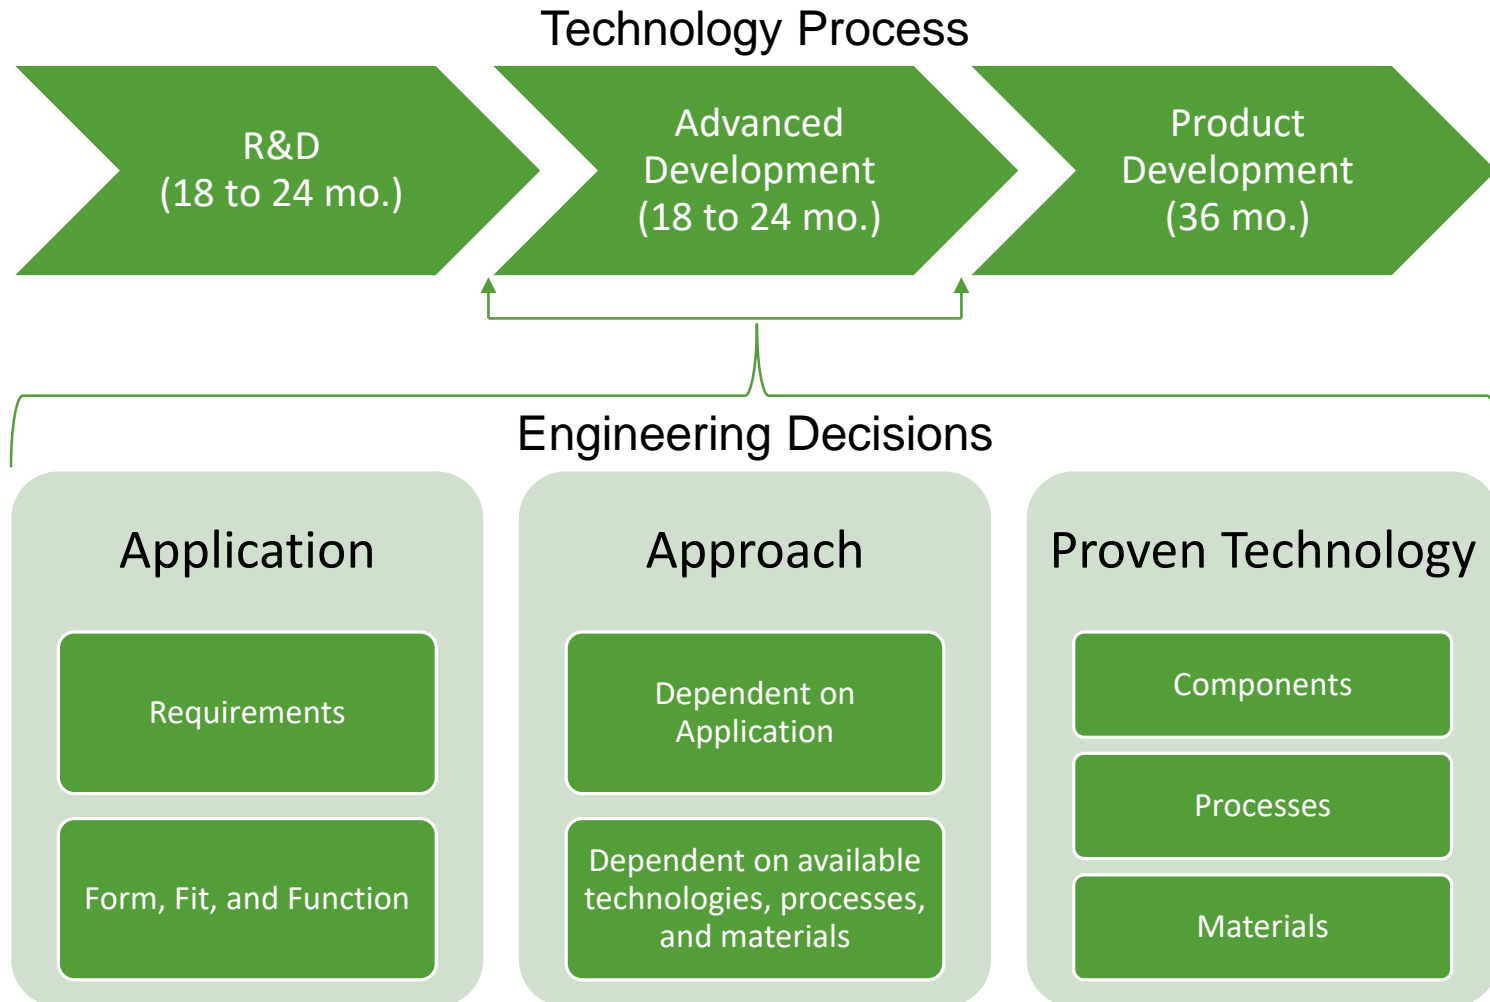 Technology Process
R&D
(18 to 24 mo.)
Advanced
Development
(18 to 24 mo.)
Product
Development
(36 mo.)
Engineering Decisions
Application
Requirements
Form, Fit, and Function
Approach
Dependent on
Application
Dependent on available
technologies, processes,
and materials
Proven Technology
Components
Processes
Materials